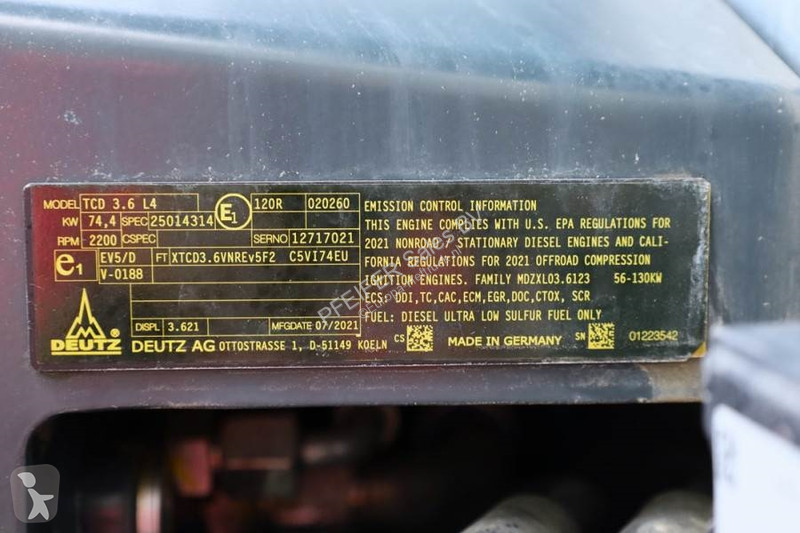 MODEL TCD 3.6 L4 E1 120R 020260
KW 74,4 SPEC 25014314
RPM 2200 CSPEC SERNO 12717021
e1 EV5/D FT XTCD3.6VNREv5F2 C5VI74EU
V-0188
DISPL 3.621 MFGDATE 07/2021
DEUTZ ® DEUTZ AG OTTOSTRASSE 1, D-51149 KOELN CS MADE IN GERMANY SN 01223542
EMISSION CONTROL INFORMATION
THIS ENGINE COMPLIES WITH U.S. EPA REGULATIONS FOR
2021 NONROAD & STATIONARY DIESEL ENGINES AND CALI-
FORNIA REGULATIONS FOR 2021 OFFROAD COMPRESSION
IGNITION ENGINES. FAMILY MDZXL03.6123 56-130KW
ECS: DDI,TC,CAC,ECM,EGR,DOC,CTOX, SCR
FUEL: DIESEL ULTRA LOW SULFUR FUEL ONLY